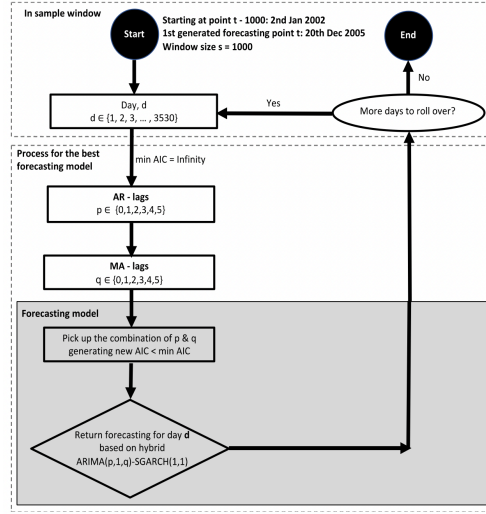 In sample window
Start
Starting at point t - 1000: 2nd Jan 2002
1st generated forecasting point t: 20th Dec 2005
Window size s = 1000
End
No
Day, d
d ∈ {1, 2, 3, ... , 3530}
Yes
More days to roll over?
Process for the best
forecasting model
min AIC = Infinity
AR - lags
p ∈ {0,1,2,3,4,5}
MA - lags
q ∈ {0,1,2,3,4,5}
Forecasting model
Pick up the combination of p & q
generating new AIC < min AIC
Return forecasting for day d
based on hybrid
ARIMA(p,1,q)-SGARCH(1,1)